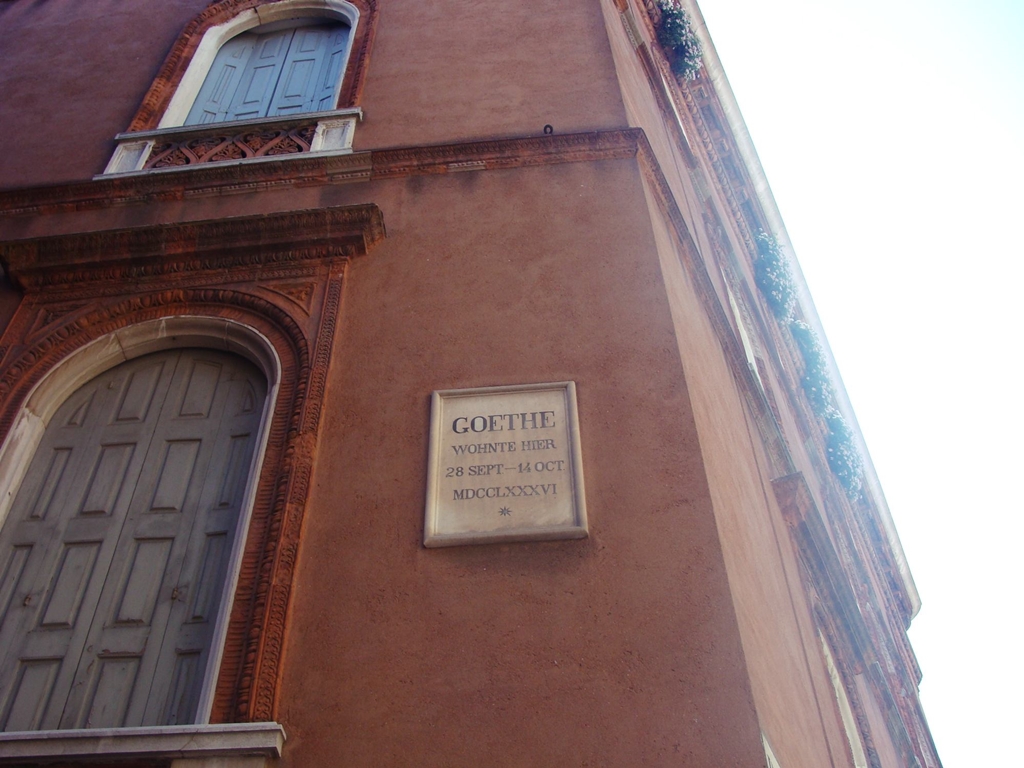 GOETHE
WOHNTE HIER
28 SEPT—14 OCT
MDCCLXXXVI